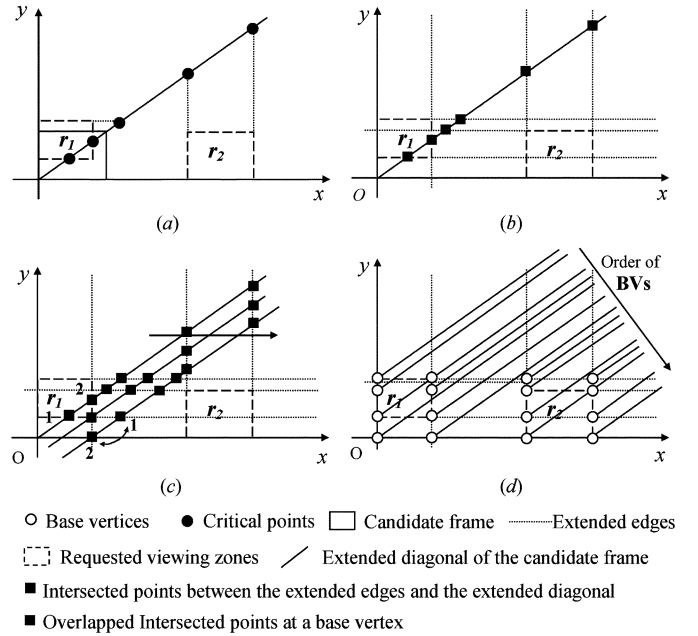 y
r₁
r₂
x
(a)
y
r₁
r₂
O
x
(b)
y
2
r₁
1
1
r₂
O
2
x
(c)
Order of
BVs
y
r₁
r₂
O
x
(d)
Base vertices
Critical points
Candidate frame
Extended edges
Requested viewing zones
Extended diagonal of the candidate frame
Intersected points between the extended edges and the extended diagonal
Overlapped Intersected points at a base vertex